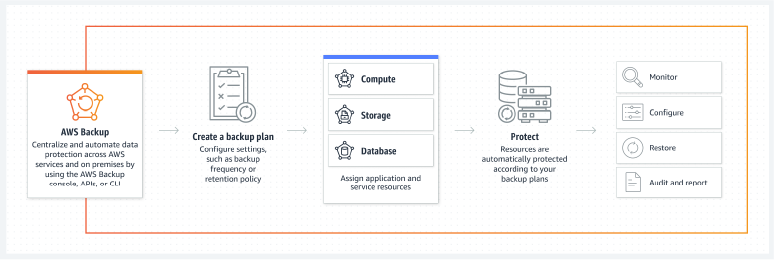 AWS Backup
Centralize and automate data
protection across AWS
services and on premises by
using the AWS Backup
console, APIs, or CLI
Create a backup plan
Configure settings,
such as backup
frequency or
retention policy
Compute
Storage
Database
Assign application and
service resources
Protect
Resources are
automatically protected
according to your
backup plans
Monitor
Configure
Restore
Audit and report